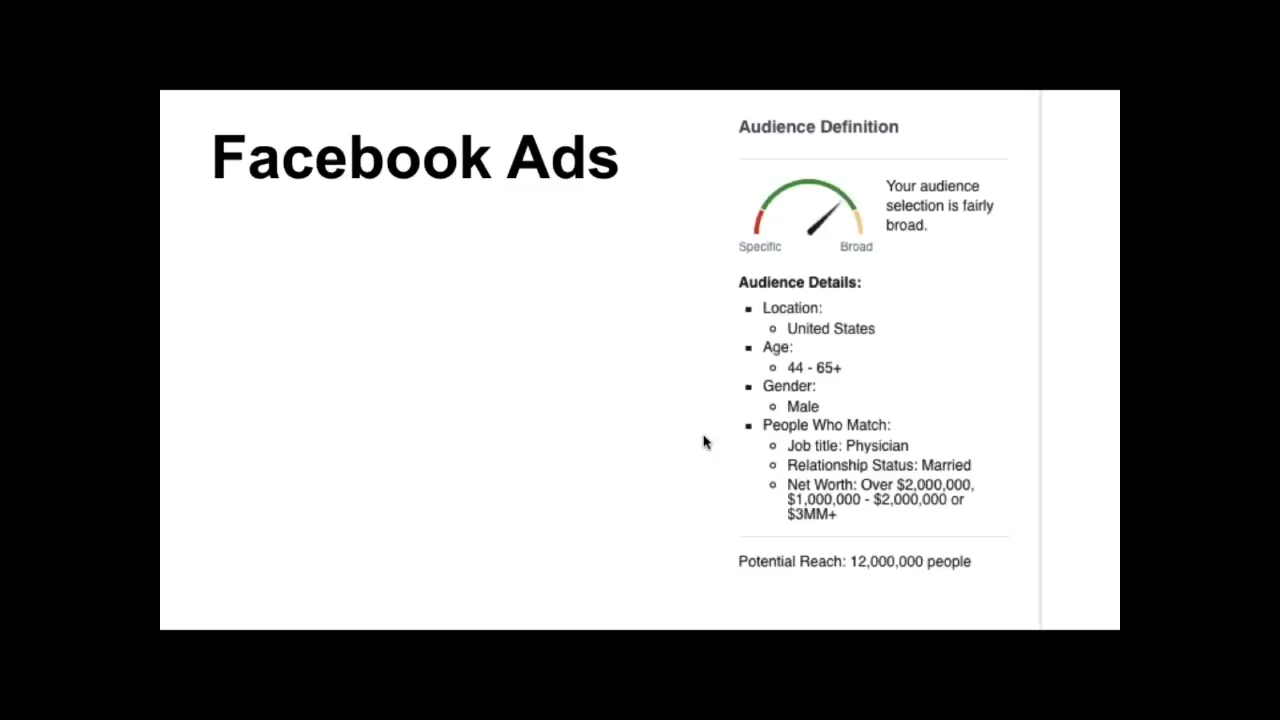 Facebook Ads
Audience Definition
Your audience
selection is fairly
broad.
Specific
Broad
Audience Details:
Location:
United States
Age:
44 - 65+
Gender:
Male
People Who Match:
Job title: Physician
Relationship Status: Married
Net Worth: Over $2,000,000,
$1,000,000 - $2,000,000 or
$3MM+
Potential Reach: 12,000,000 people